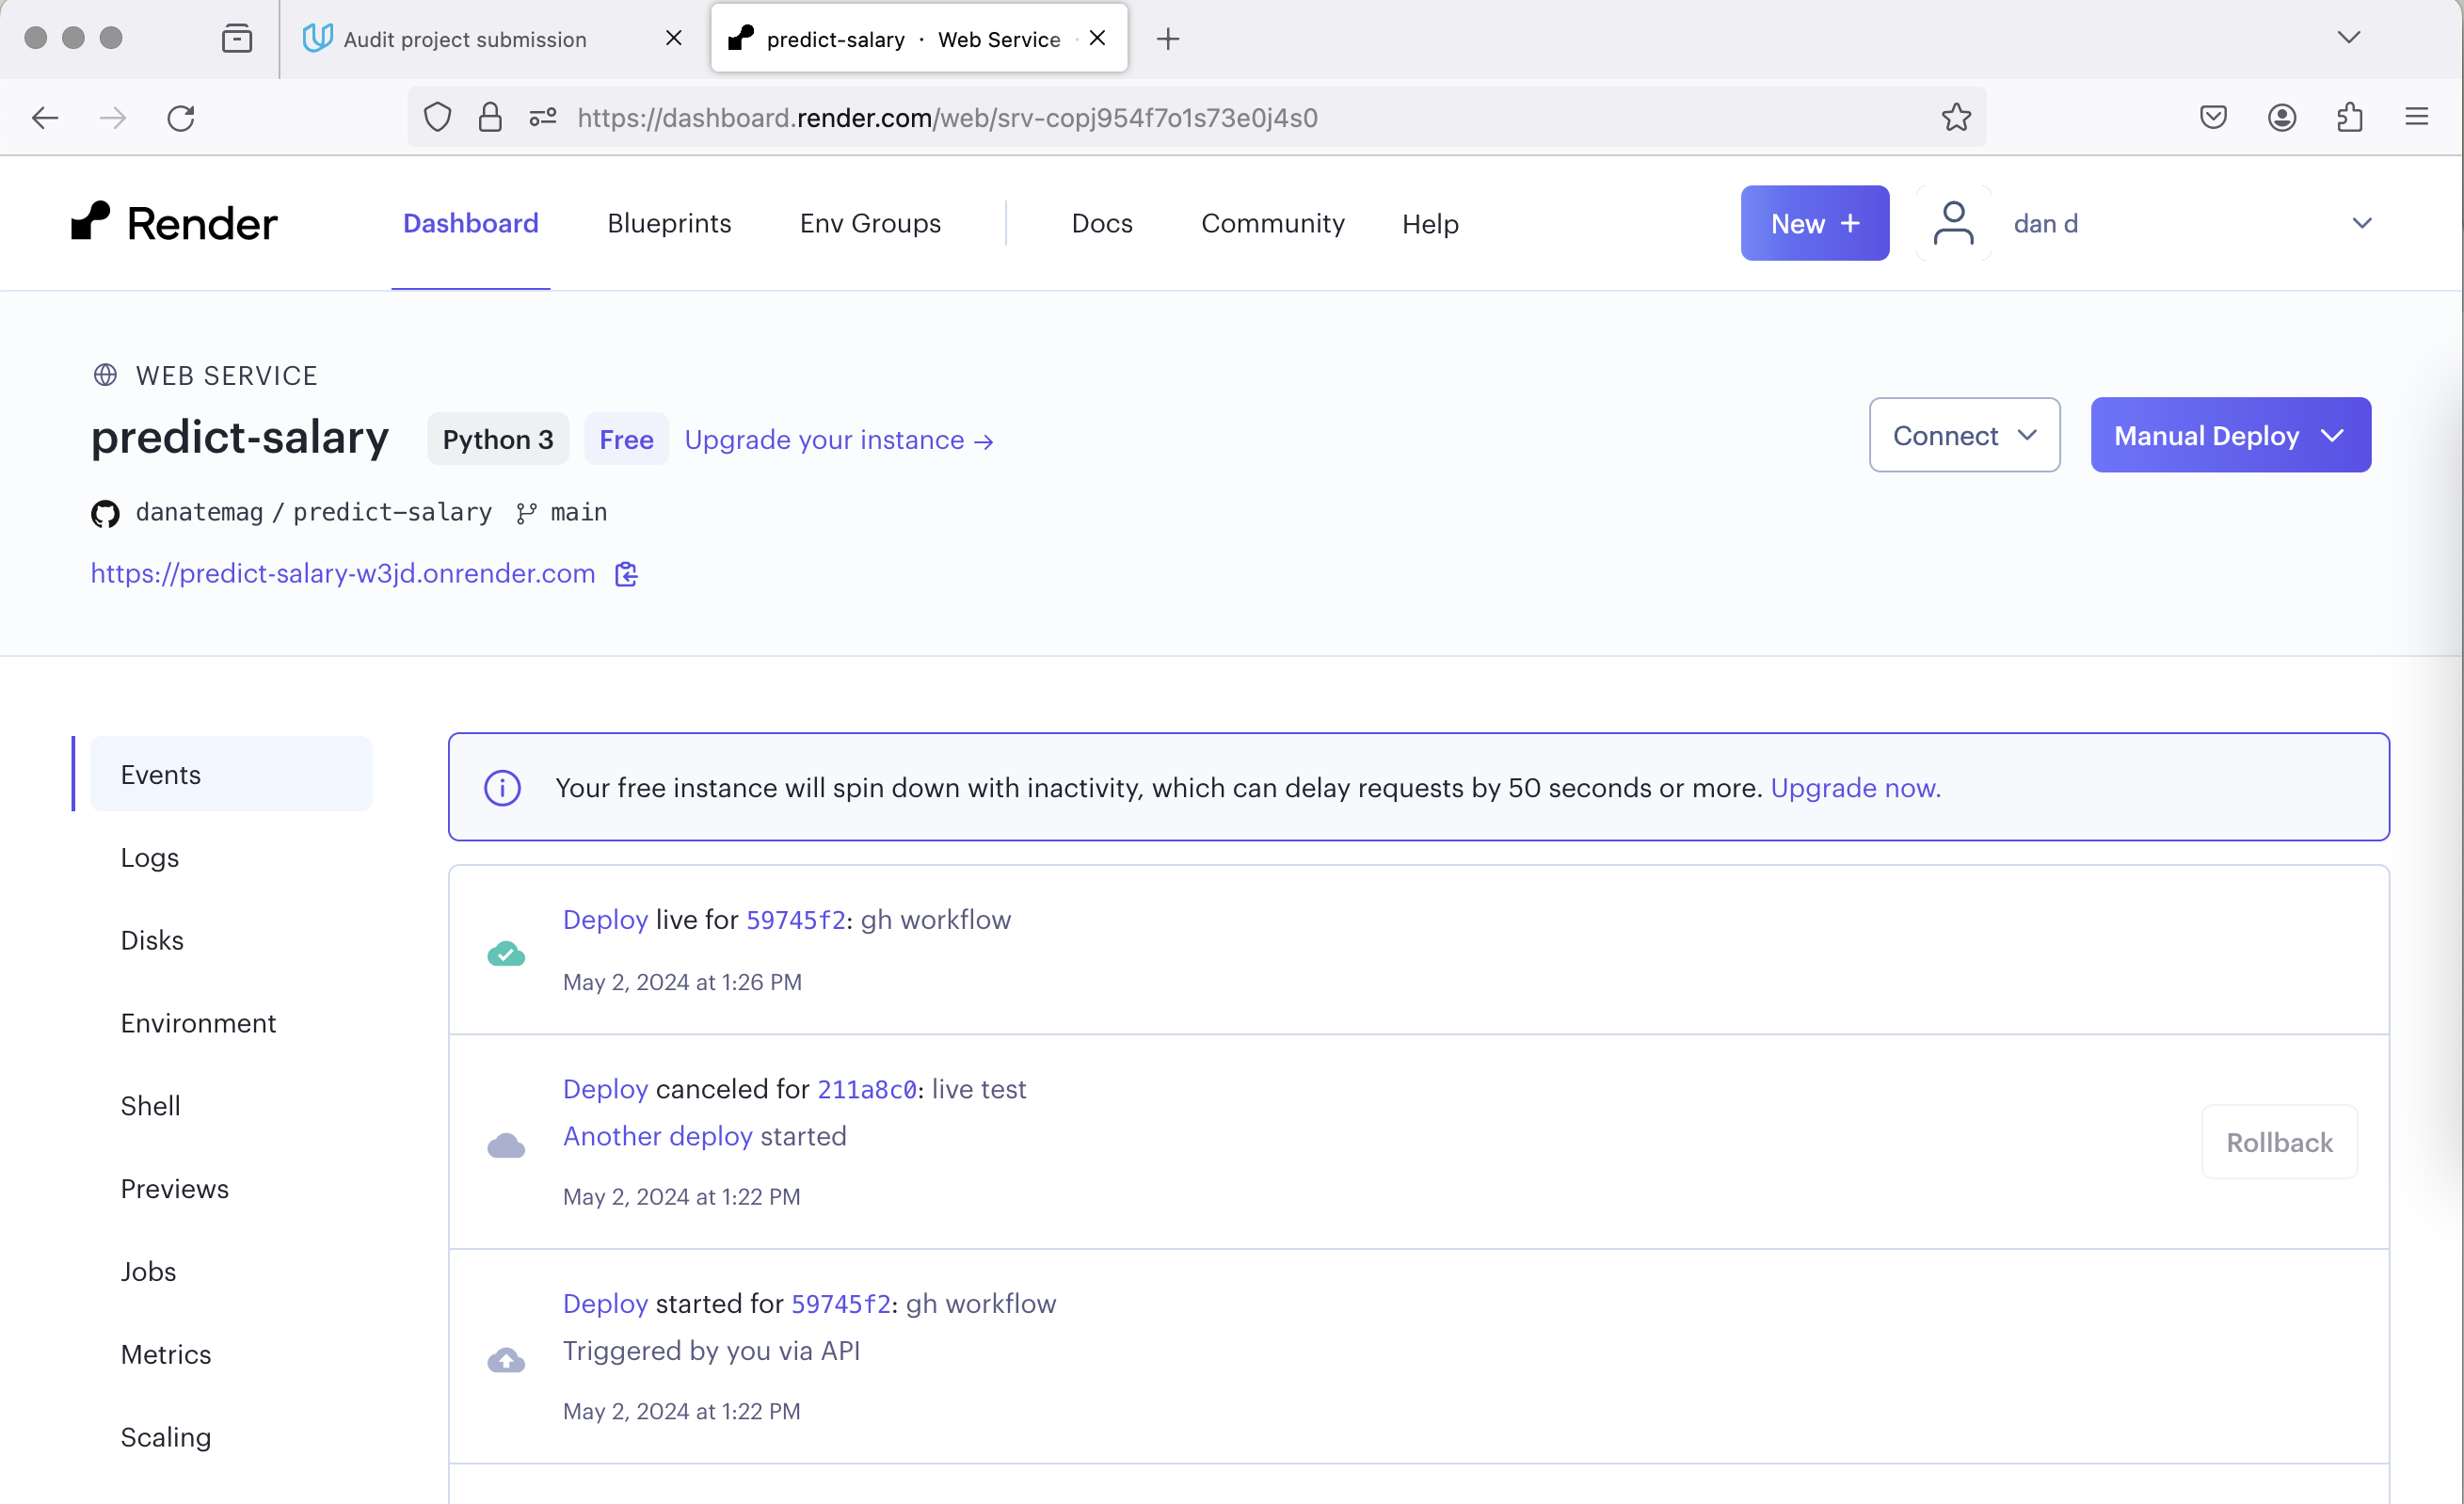 Audit project submission
predict-salary · Web Service ·
https://dashboard.render.com/web/srv-copj954f7o1s73e0j4s0
Render
Dashboard
Blueprints
Env Groups
Docs
Community
Help
New +
dan d
WEB SERVICE
predict-salary
Python 3
Free
Upgrade your instance →
Connect
Manual Deploy
danatemag / predict-salary
main
https://predict-salary-w3jd.onrender.com
Events
Logs
Disks
Environment
Shell
Previews
Jobs
Metrics
Scaling
Your free instance will spin down with inactivity, which can delay requests by 50 seconds or more. Upgrade now.
Deploy live for 59745f2: gh workflow
May 2, 2024 at 1:26 PM
Deploy canceled for 211a8c0: live test
Another deploy started
May 2, 2024 at 1:22 PM
Rollback
Deploy started for 59745f2: gh workflow
Triggered by you via API
May 2, 2024 at 1:22 PM